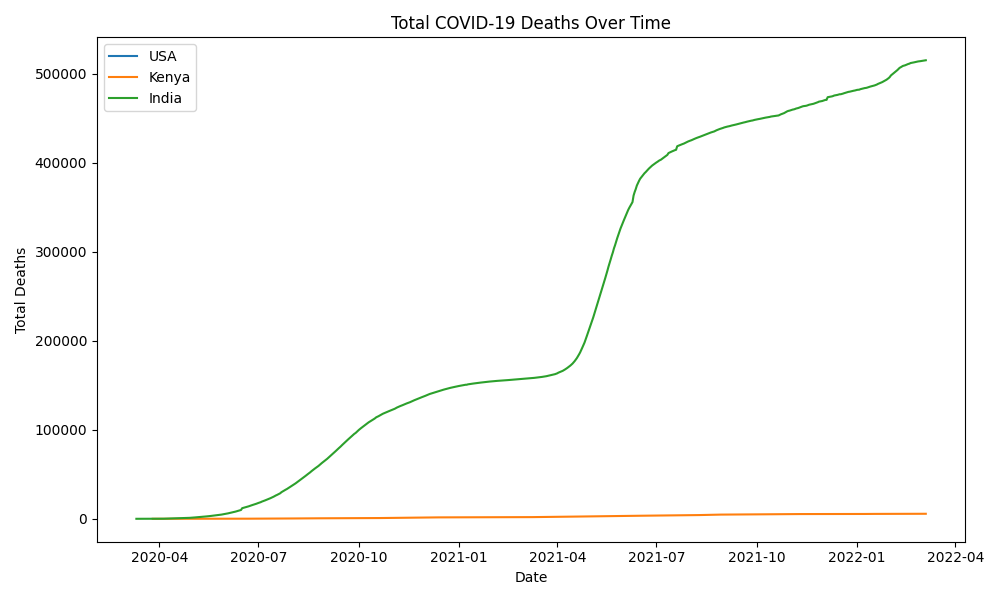 Total COVID-19 Deaths Over Time
USA
Kenya
India
Total Deaths
500000
400000
300000
200000
100000
0
2020-04 2020-07 2020-10 2021-01 2021-04 2021-07 2021-10 2022-01 2022-04
Date